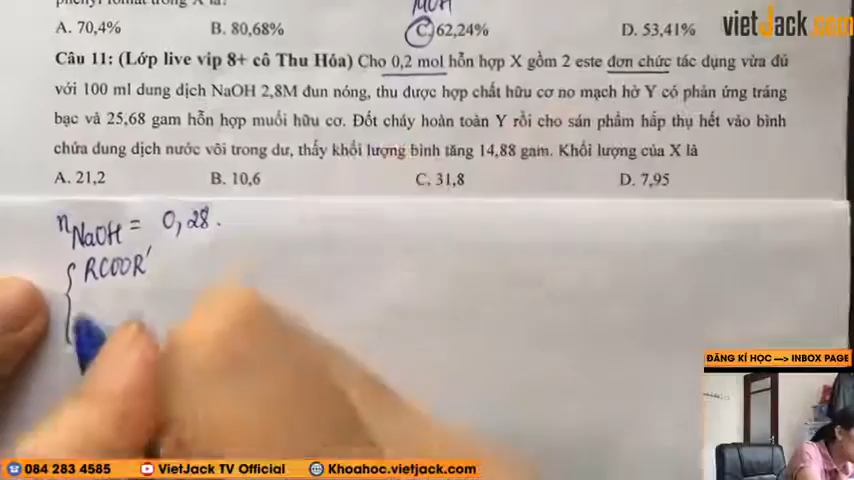 phenyl fomat trong X là?
MOH
A. 70,4% B. 80,68% C. 62,24% D. 53,41%
vietJack.com
Câu 11: (Lớp live vip 8+ cô Thu Hóa) Cho 0,2 mol hỗn hợp X gồm 2 este đơn chức tác dụng vừa đủ
với 100 ml dung dịch NaOH 2,8M đun nóng, thu được hợp chất hữu cơ no mạch hở Y có phản ứng tráng
bạc và 25,68 gam hỗn hợp muối hữu cơ. Đốt cháy hoàn toàn Y rồi cho sản phẩm hấp thụ hết vào bình
chứa dung dịch nước vôi trong dư, thấy khối lượng bình tăng 14,88 gam. Khối lượng của X là
A. 21,2 B. 10,6 C. 31,8 D. 7,95
nNaOH = 0,28.
RCOOR'
ĐĂNG KÍ HỌC —> INBOX PAGE
084 283 4585 VietJack TV Official Khoahoc.vietjack.com